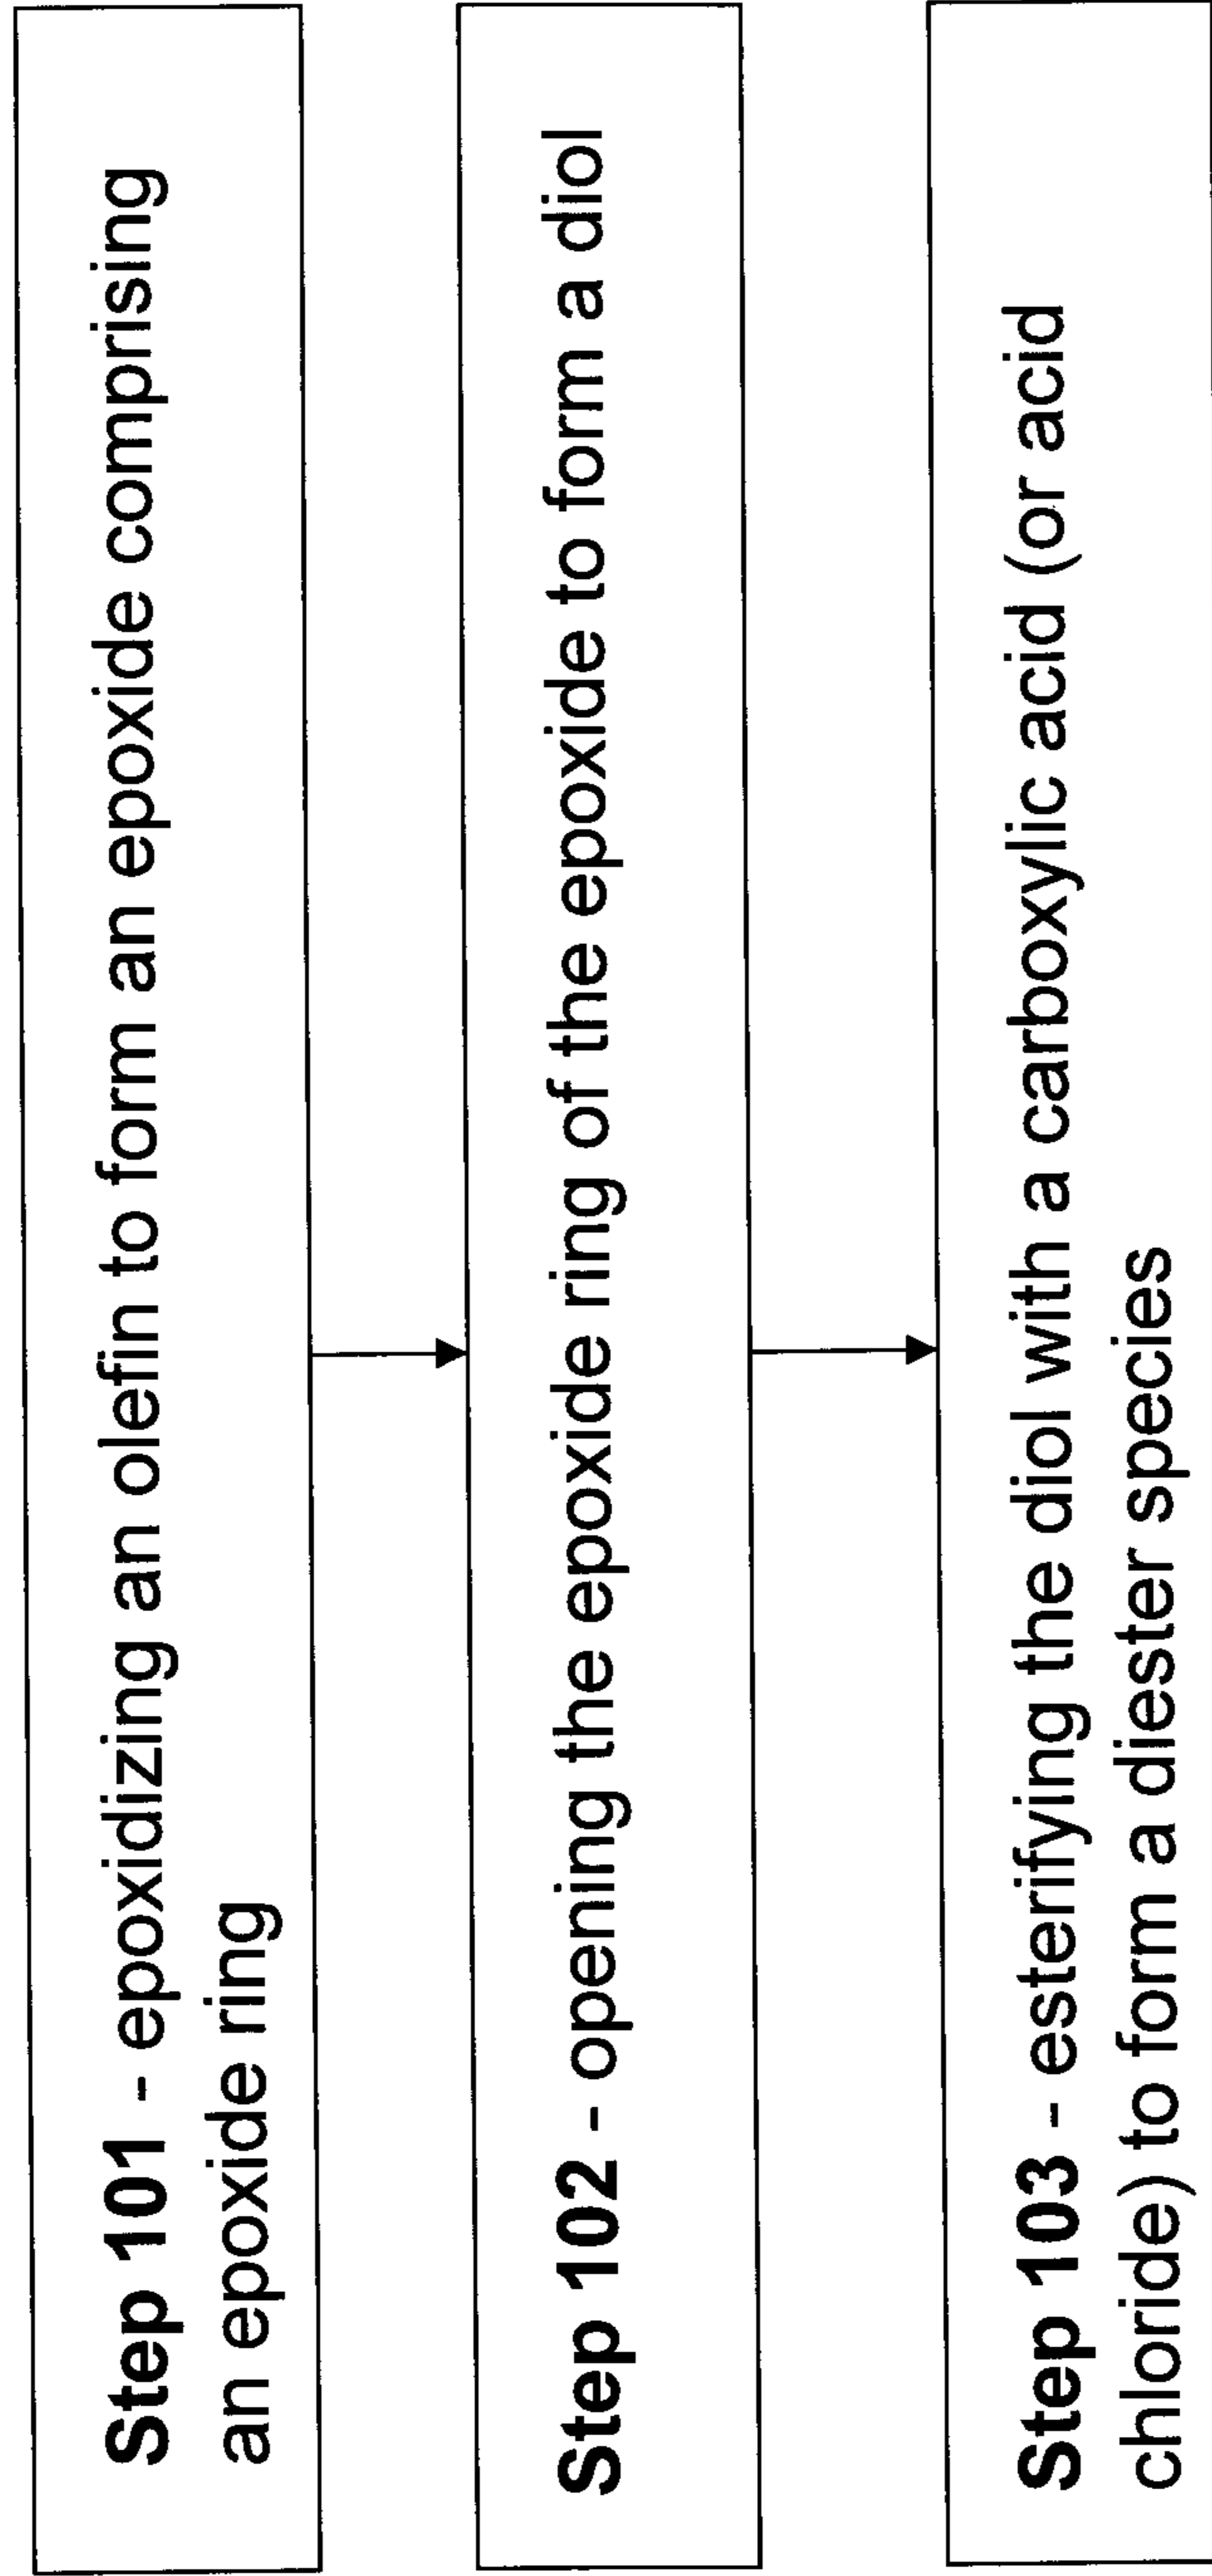 Step 101 - epoxidizing an olefin to form an epoxide comprising
an epoxide ring
Step 102 - opening the epoxide ring of the epoxide to form a diol
Step 103 - esterifying the diol with a carboxylic acid (or acid
chloride) to form a diester species